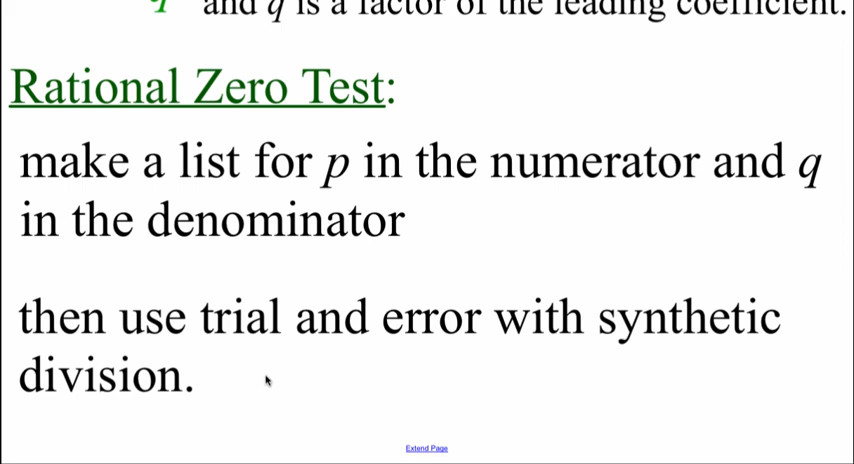 q and q is a factor of the leading coefficient.
Rational Zero Test:
make a list for p in the numerator and q
in the denominator
then use trial and error with synthetic
division.
Extend Page